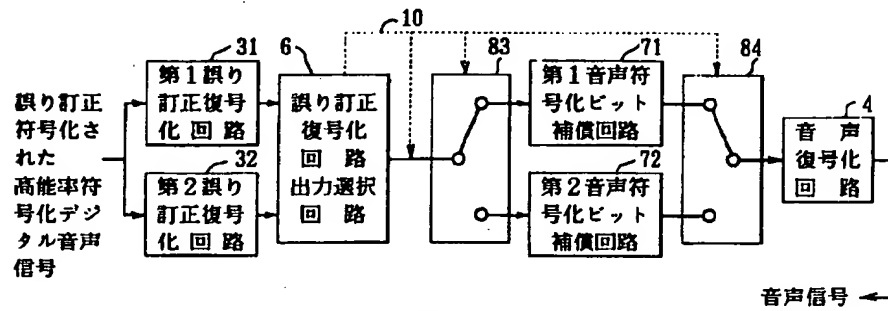 10
31
6
83
71
84
第1誤り
訂正復号
化回路
誤り訂正
復号化
回路
出力選択
回路
第1音声符
号化ビット
補償回路
4
音声
復号化
回路
誤り訂正
符号化さ
れた
高能率符
号化デジ
タル音声
信号
32
第2誤り
訂正復号
化回路
72
第2音声符
号化ビット
補償回路
音声信号